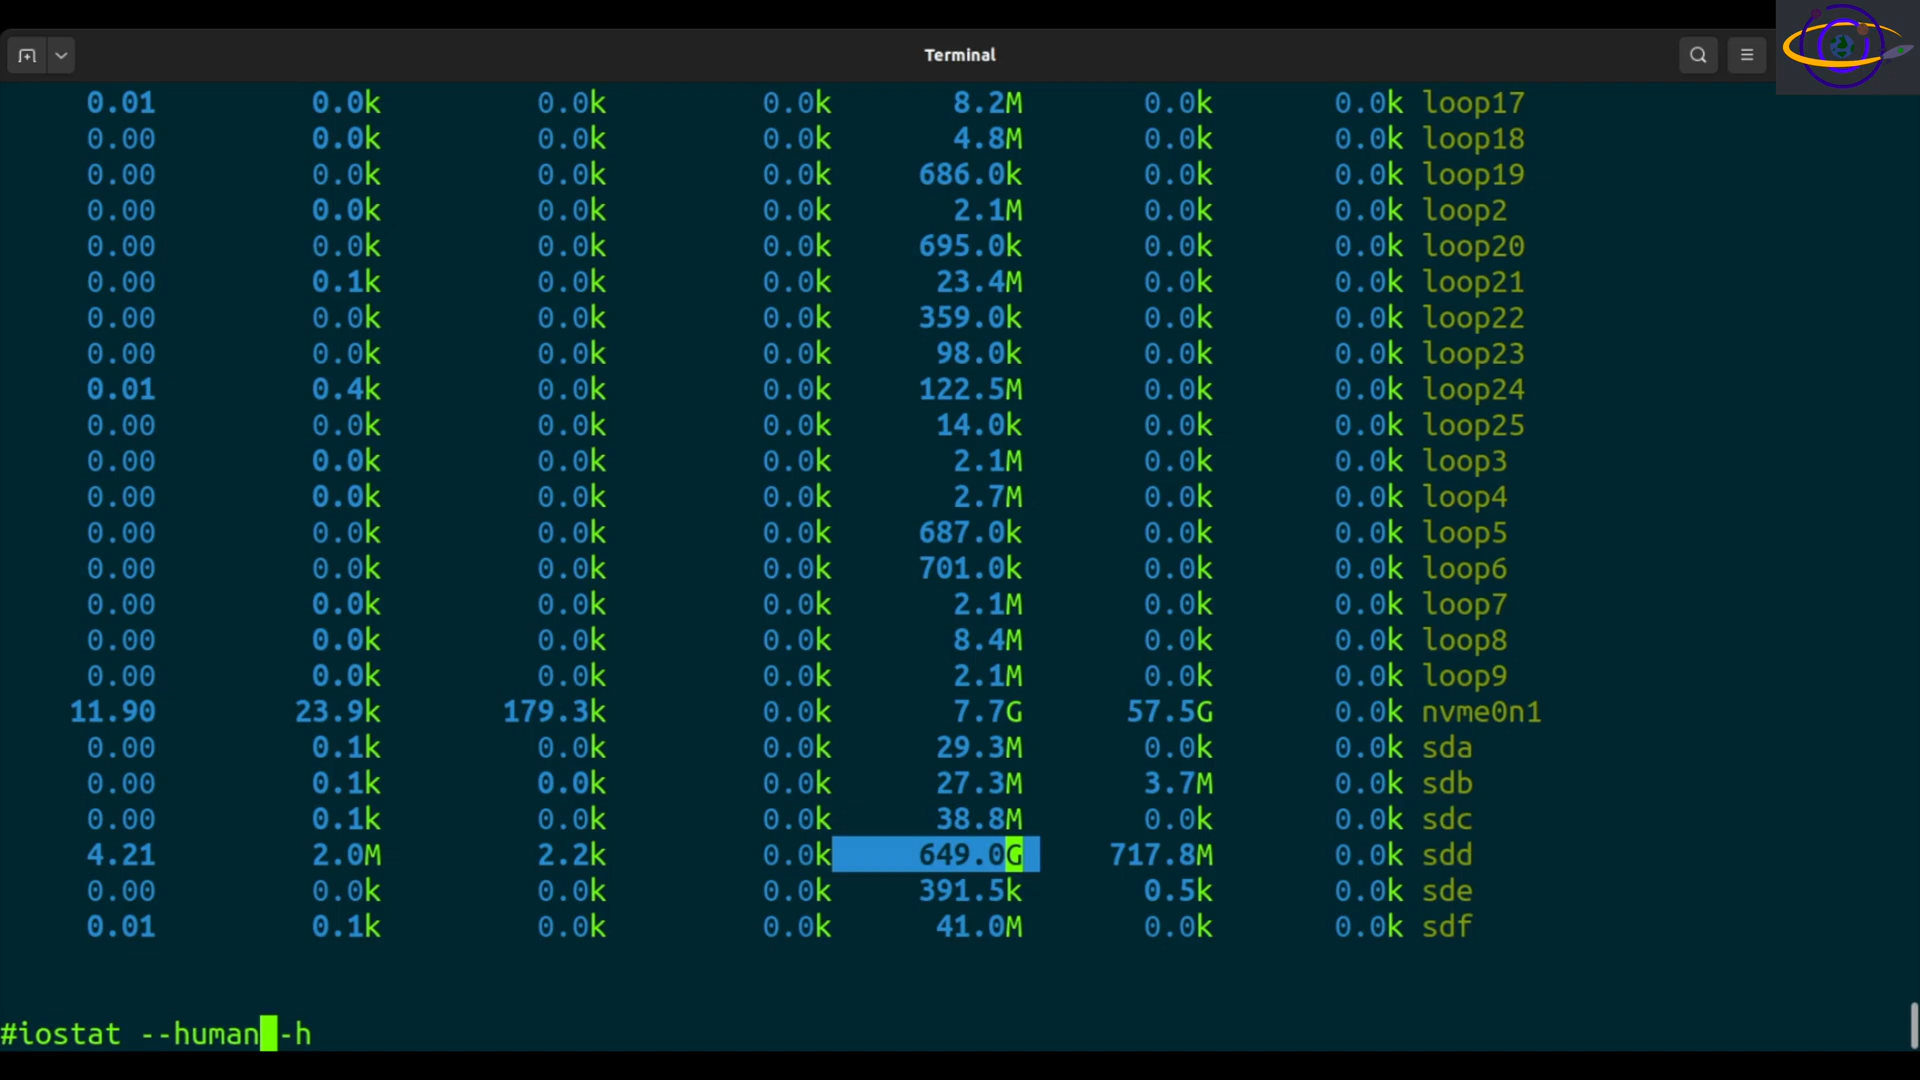 Terminal
0.01 0.0k 0.0k 0.0k 8.2M 0.0k 0.0k loop17
0.00 0.0k 0.0k 0.0k 4.8M 0.0k 0.0k loop18
0.00 0.0k 0.0k 0.0k 686.0k 0.0k 0.0k loop19
0.00 0.0k 0.0k 0.0k 2.1M 0.0k 0.0k loop2
0.00 0.0k 0.0k 0.0k 695.0k 0.0k 0.0k loop20
0.00 0.1k 0.0k 0.0k 23.4M 0.0k 0.0k loop21
0.00 0.0k 0.0k 0.0k 359.0k 0.0k 0.0k loop22
0.00 0.0k 0.0k 0.0k 98.0k 0.0k 0.0k loop23
0.01 0.4k 0.0k 0.0k 122.5M 0.0k 0.0k loop24
0.00 0.0k 0.0k 0.0k 14.0k 0.0k 0.0k loop25
0.00 0.0k 0.0k 0.0k 2.1M 0.0k 0.0k loop3
0.00 0.0k 0.0k 0.0k 2.7M 0.0k 0.0k loop4
0.00 0.0k 0.0k 0.0k 687.0k 0.0k 0.0k loop5
0.00 0.0k 0.0k 0.0k 701.0k 0.0k 0.0k loop6
0.00 0.0k 0.0k 0.0k 2.1M 0.0k 0.0k loop7
0.00 0.0k 0.0k 0.0k 8.4M 0.0k 0.0k loop8
0.00 0.0k 0.0k 0.0k 2.1M 0.0k 0.0k loop9
11.90 23.9k 179.3k 0.0k 7.7G 57.5G 0.0k nvme0n1
0.00 0.1k 0.0k 0.0k 29.3M 0.0k 0.0k sda
0.00 0.1k 0.0k 0.0k 27.3M 3.7M 0.0k sdb
0.00 0.1k 0.0k 0.0k 38.8M 0.0k 0.0k sdc
4.21 2.0M 2.2k 0.0k 649.0G 717.8M 0.0k sdd
0.00 0.0k 0.0k 0.0k 391.5k 0.5k 0.0k sde
0.01 0.1k 0.0k 0.0k 41.0M 0.0k 0.0k sdf
#iostat --human -h